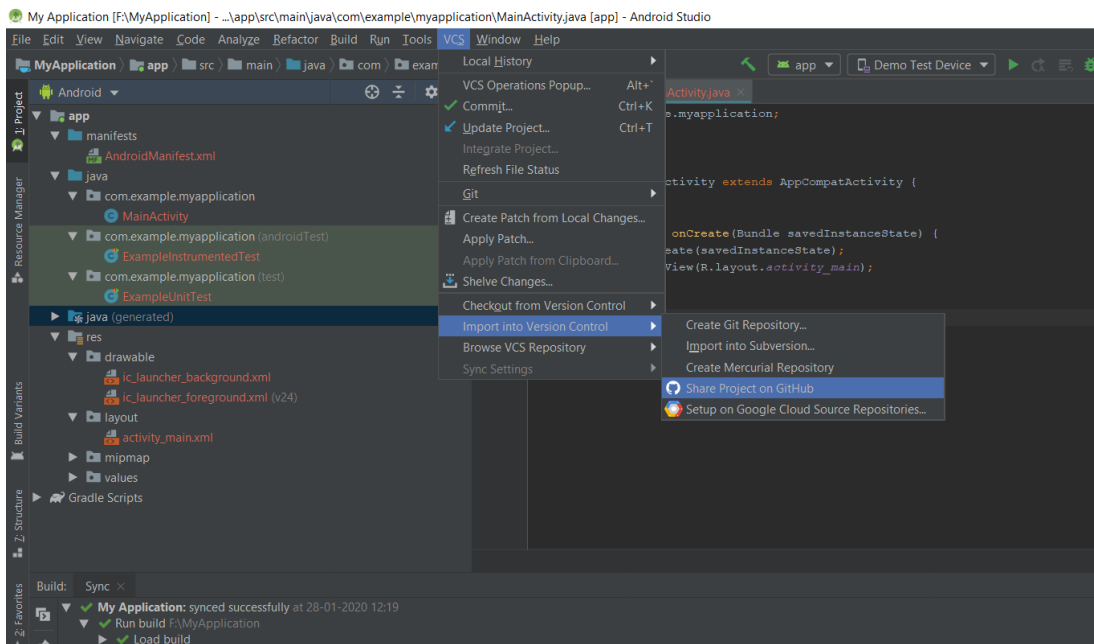 My Application [F:\MyApplication] - ...\app\src\main\java\com\example\myapplication\MainActivity.java [app] - Android Studio
File Edit View Navigate Code Analyze Refactor Build Run Tools VCS Window Help
MyApplication app src main java com exam
app Demo Test Device
Android
Activity.java
1: Project
Resource Manager
Build Variants
7: Structure
2: Favorites
app
manifests
AndroidManifest.xml
java
com.example.myapplication
MainActivity
com.example.myapplication (androidTest)
ExampleInstrumentedTest
com.example.myapplication (test)
ExampleUnitTest
java (generated)
res
drawable
ic_launcher_background.xml
ic_launcher_foreground.xml (v24)
layout
activity_main.xml
mipmap
values
Gradle Scripts
Local History
VCS Operations Popup... Alt+`
Commit... Ctrl+K
Update Project... Ctrl+T
Integrate Project...
Refresh File Status
Git
Create Patch from Local Changes...
Apply Patch...
Apply Patch from Clipboard...
Shelve Changes...
Checkout from Version Control
Import into Version Control
Browse VCS Repository
Sync Settings
Create Git Repository...
Import into Subversion...
Create Mercurial Repository
Share Project on GitHub
Setup on Google Cloud Source Repositories...
e.myapplication;
ctivity extends AppCompatActivity {
onCreate(Bundle savedInstanceState) {
eate(savedInstanceState);
View(R.layout.activity_main);
Build: Sync
My Application: synced successfully at 28-01-2020 12:19
Run build F:\MyApplication
Load build